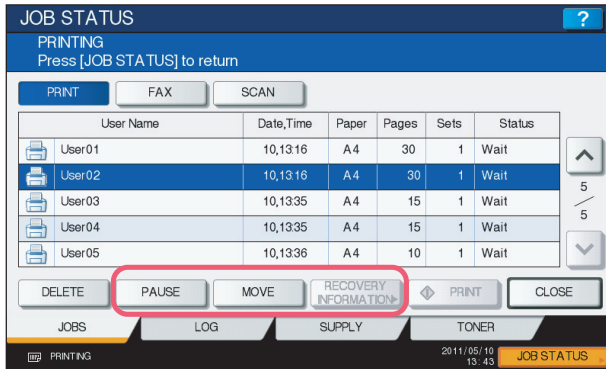 JOB STATUS
?
PRINTING
Press [JOB STATUS] to return
PRINT FAX SCAN
User Name Date,Time Paper Pages Sets Status
User01 10,13:16 A4 30 1 Wait
User02 10,13:16 A4 30 1 Wait
User03 10,13:35 A4 15 1 Wait
User04 10,13:35 A4 15 1 Wait
User05 10,13:36 A4 10 1 Wait
5
5
DELETE PAUSE MOVE RECOVERY INFORMATION PRINT CLOSE
JOBS LOG SUPPLY TONER
PRINTING 2011/05/10 13:43 JOB STATUS